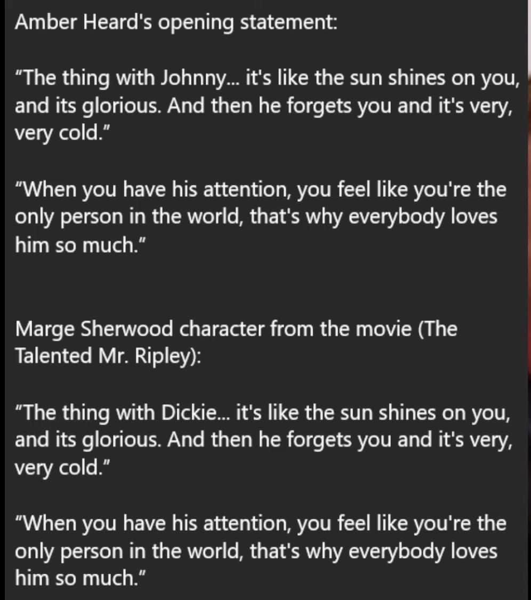 Amber Heard's opening statement:
"The thing with Johnny... it's like the sun shines on you,
and its glorious. And then he forgets you and it's very,
very cold."
"When you have his attention, you feel like you're the
only person in the world, that's why everybody loves
him so much."
Marge Sherwood character from the movie (The
Talented Mr. Ripley):
"The thing with Dickie... it's like the sun shines on you,
and its glorious. And then he forgets you and it's very,
very cold."
"When you have his attention, you feel like you're the
only person in the world, that's why everybody loves
him so much."